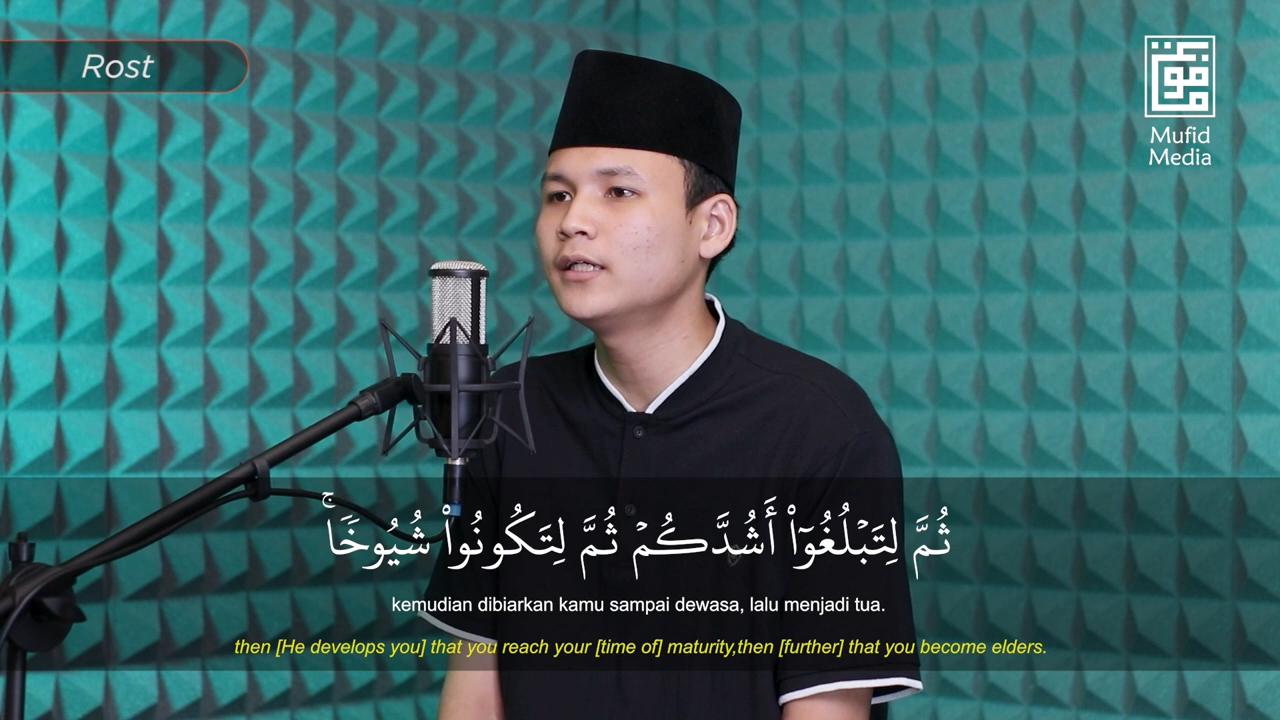 Rost
Mufid
Media
ثُمَّ لِتَبْلُغُوٓا۟ أَشُدَّكُمْ ثُمَّ لِتَكُونُوا۟ شُيُوخًۭا ۚ
kemudian dibiarkan kamu sampai dewasa, lalu menjadi tua.
then [He develops you] that you reach your [time of] maturity,then [further] that you become elders.